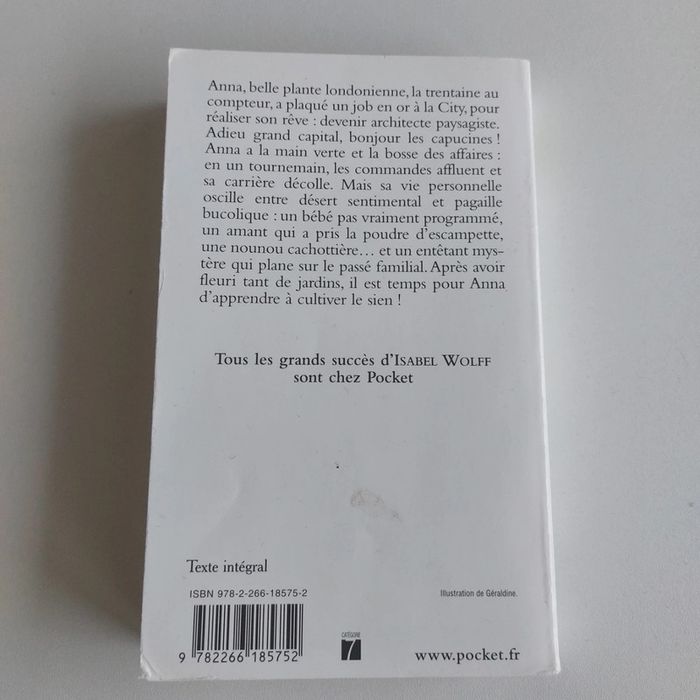 Anna, belle plante londonienne, la trentaine au
compteur, a plaqué un job en or à la City, pour
réaliser son rêve : devenir architecte paysagiste.
Adieu grand capital, bonjour les capucines !
Anna a la main verte et la bosse des affaires :
en un tournemain, les commandes affluent et
sa carrière décolle. Mais sa vie personnelle
oscille entre désert sentimental et pagaille
bucolique : un bébé pas vraiment programmé,
un amant qui a pris la poudre d'escampette,
une nounou cachottière… et un entêtant mys-
tère qui plane sur le passé familial. Après avoir
fleuri tant de jardins, il est temps pour Anna
d'apprendre à cultiver le sien !
Tous les grands succès d'ISABEL WOLFF
sont chez Pocket
Texte intégral
ISBN 978-2-266-18575-2
Illustration de Géraldine.
9 782266 185752
CATÉGORIE
7
www.pocket.fr